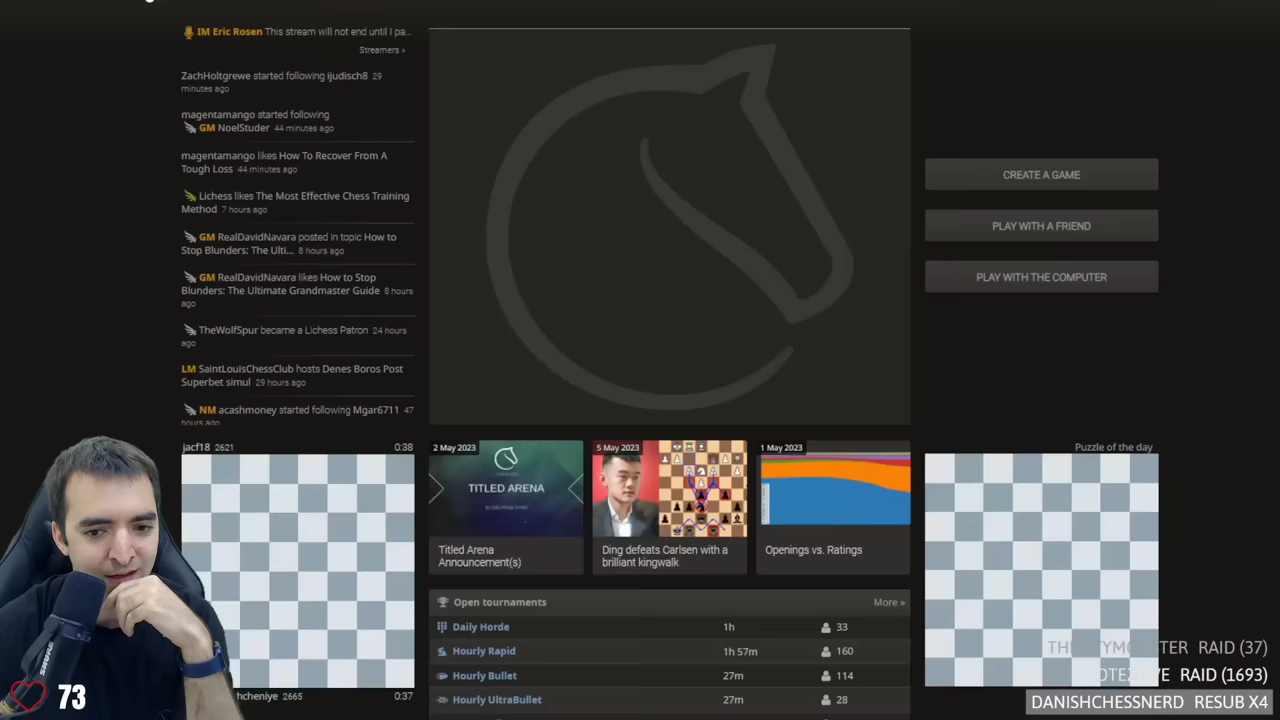 IM Eric Rosen This stream will not end until I pa...
Streamers »
ZachHoltgrewe started following ijudisch8 29
minutes ago
magentamango started following
GM NoelStuder 44 minutes ago
magentamango likes How To Recover From A
Tough Loss 44 minutes ago
Lichess likes The Most Effective Chess Training
Method 7 hours ago
GM RealDavidNavara posted in topic How to
Stop Blunders: The Ulti... 8 hours ago
GM RealDavidNavara likes How to Stop
Blunders: The Ultimate Grandmaster Guide 8 hours
ago
TheWolfSpur became a Lichess Patron 24 hours
ago
LM SaintLouisChessClub hosts Denes Boros Post
Superbet simul 29 hours ago
NM acashmoney started following Mgar6711 47
hours ago
CREATE A GAME
PLAY WITH A FRIEND
PLAY WITH THE COMPUTER
jacf18 2621 0:38
hcheniye 2665 0:37
2 May 2023
TITLED ARENA
Titled Arena
Announcement(s)
5 May 2023
Ding defeats Carlsen with a
brilliant kingwalk
1 May 2023
Openings vs. Ratings
Puzzle of the day
Open tournaments More »
Daily Horde 1h 33
Hourly Rapid 1h 57m 160
Hourly Bullet 27m 114
Hourly UltraBullet 27m 28
RAID (37)
RAID (1693)
DANISHCHESSNERD RESUB X4
73
SHURE